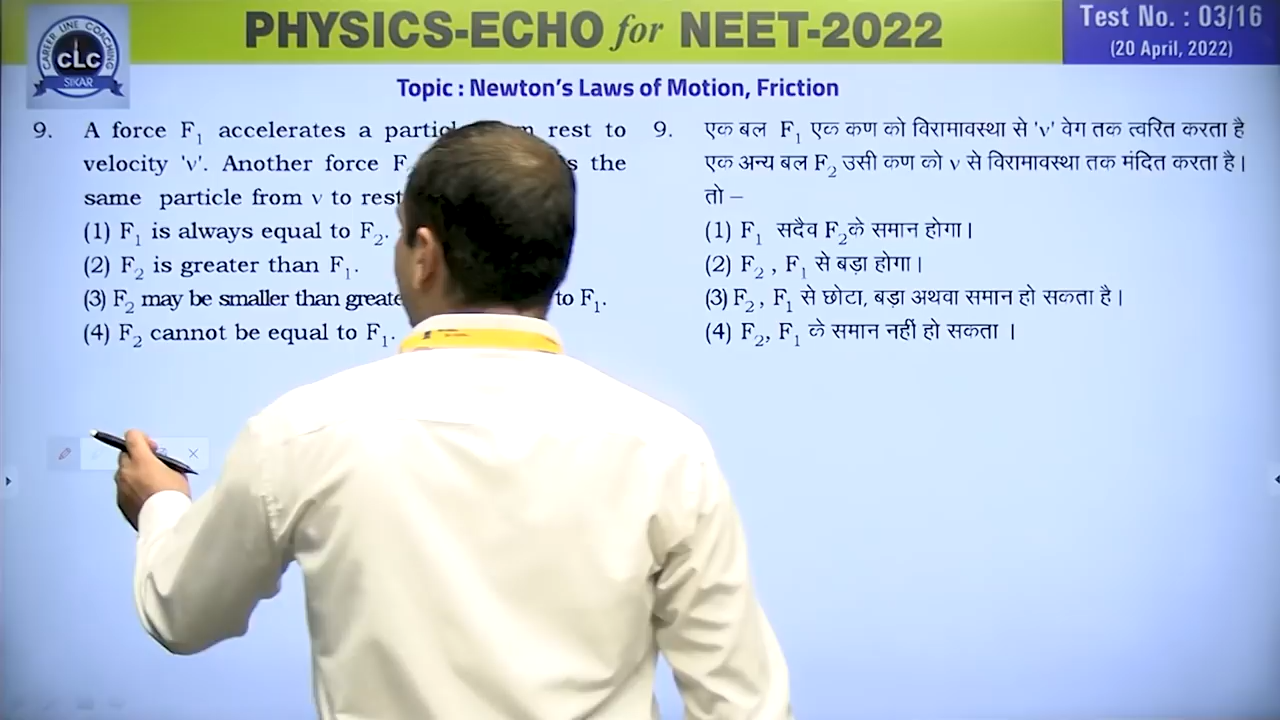 PHYSICS-ECHO for NEET-2022
Test No. : 03/16
(20 April, 2022)
CAREER LINE COACHING
CLC
SIKAR
Topic : Newton's Laws of Motion, Friction
9. A force F1 accelerates a rest to
velocity 'v'. Another force the
same particle from v to rest
(1) F1 is always equal to F2.
(2) F2 is greater than F1.
(3) F2 may be smaller than to F1.
(4) F2 cannot be equal to F1.
9. एक बल F1 एक कण को विरामावस्था से 'v' वेग तक त्वरित करता है
एक अन्य बल F2 उसी कण को v से विरामावस्था तक मंदित करता है।
तो –
(1) F1 सदैव F2के समान होगा।
(2) F2 , F1 से बड़ा होगा।
(3) F2, F1 से छोटा, बड़ा अथवा समान हो सकता है।
(4) F2, F1 के समान नहीं हो सकता ।